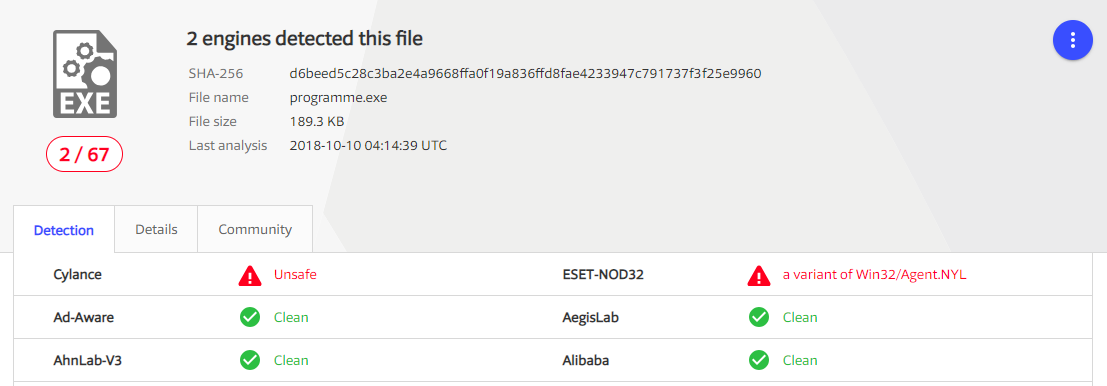 2 engines detected this file
SHA-256 d6beed5c28c3ba2e4a9668ffa0f19a836ffd8fae4233947c791737f3f25e9960
File name programme.exe
File size 189.3 KB
Last analysis 2018-10-10 04:14:39 UTC
EXE
2 / 67
Detection Details Community
Cylance Unsafe ESET-NOD32 a variant of Win32/Agent.NYL
Ad-Aware Clean AegisLab Clean
AhnLab-V3 Clean Alibaba Clean